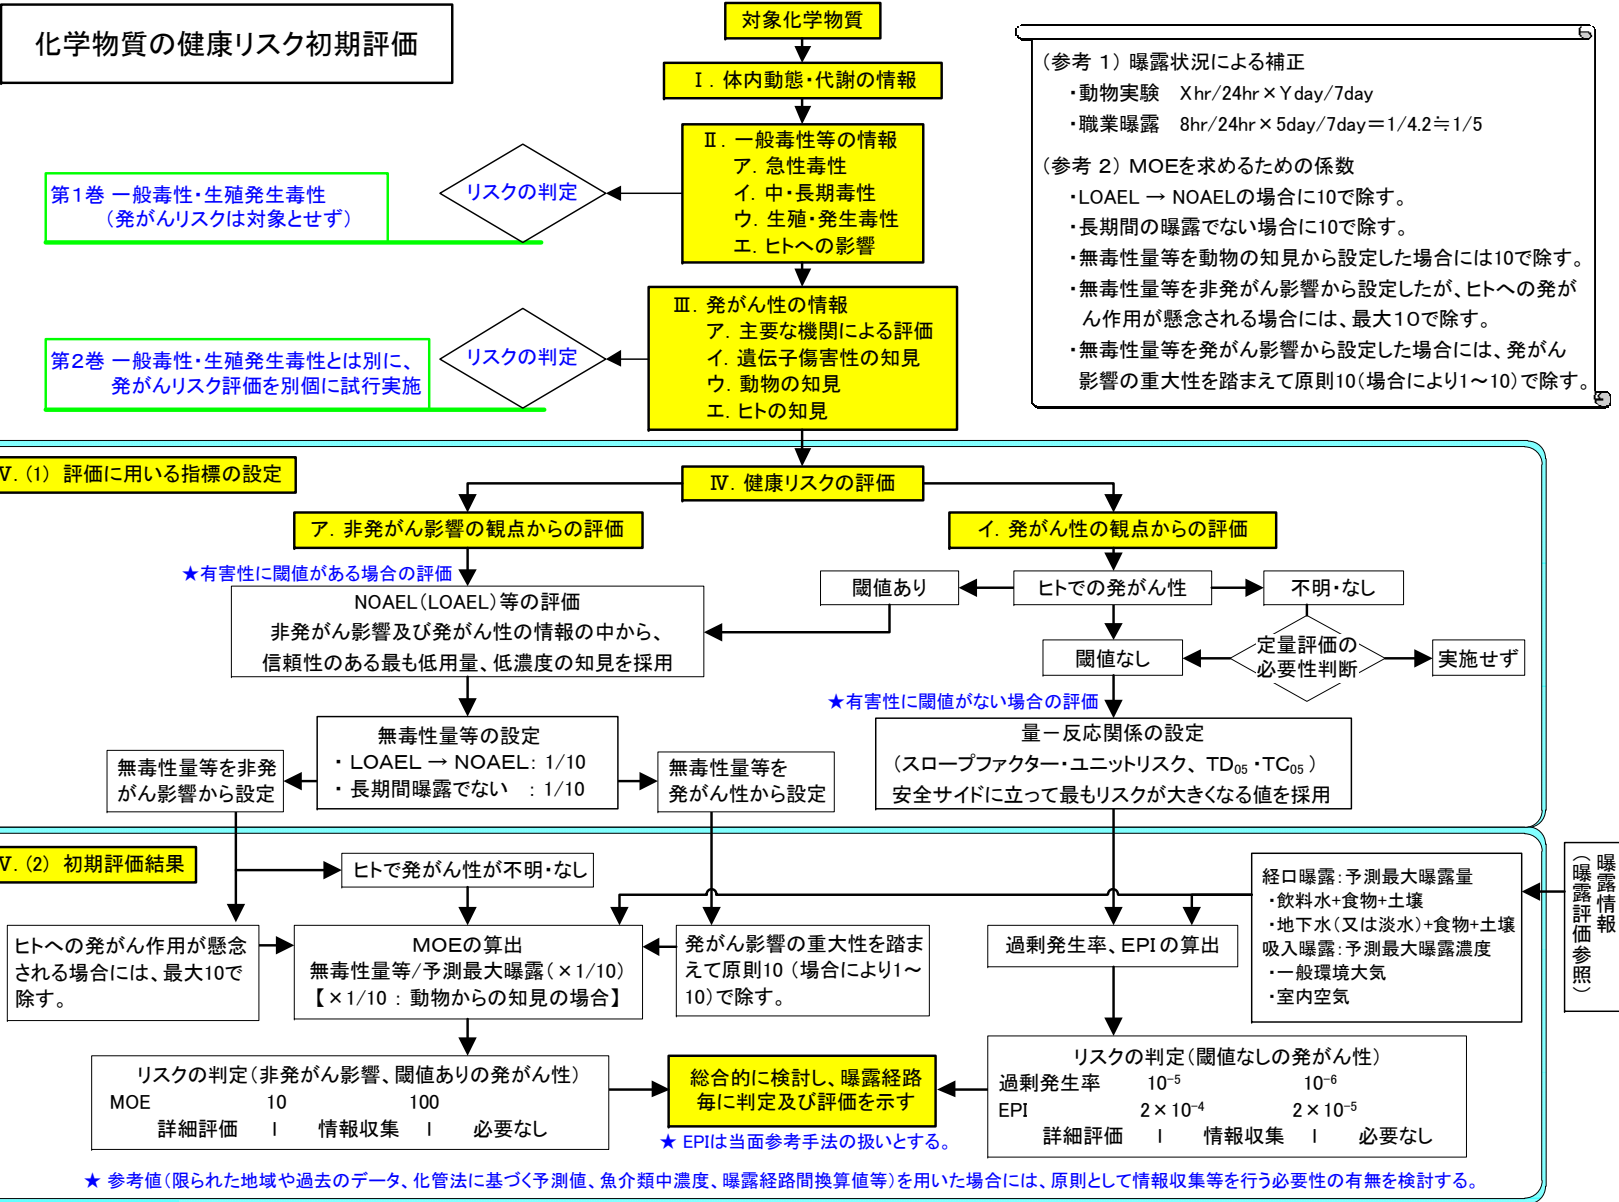 化学物質の健康リスク初期評価
対象化学物質
Ⅰ. 体内動態・代謝の情報
Ⅱ. 一般毒性等の情報
ア. 急性毒性
イ. 中・長期毒性
ウ. 生殖・発生毒性
エ. ヒトへの影響
リスクの判定
第1巻 一般毒性・生殖発生毒性
(発がんリスクは対象とせず)
Ⅲ. 発がん性の情報
ア. 主要な機関による評価
イ. 遺伝子傷害性の知見
ウ. 動物の知見
エ. ヒトの知見
リスクの判定
第2巻 一般毒性・生殖発生毒性とは別に、
発がんリスク評価を別個に試行実施
(参考 1) 曝露状況による補正
・動物実験 Xhr/24hr×Yday/7day
・職業曝露 8hr/24hr×5day/7day=1/4.2≒1/5
(参考 2) MOEを求めるための係数
・LOAEL → NOAELの場合に10で除す。
・長期間の曝露でない場合に10で除す。
・無毒性量等を動物の知見から設定した場合には10で除す。
・無毒性量等を非発がん影響から設定したが、ヒトへの発が
ん作用が懸念される場合には、最大10で除す。
・無毒性量等を発がん影響から設定した場合には、発がん
影響の重大性を踏まえて原則10(場合により1～10)で除す。
Ⅳ. (1) 評価に用いる指標の設定
Ⅳ. 健康リスクの評価
ア. 非発がん影響の観点からの評価
イ. 発がん性の観点からの評価
★有害性に閾値がある場合の評価
NOAEL(LOAEL)等の評価
非発がん影響及び発がん性の情報の中から、
信頼性のある最も低用量、低濃度の知見を採用
閾値あり
ヒトでの発がん性
不明・なし
閾値なし
定量評価の
必要性判断
実施せず
★有害性に閾値がない場合の評価
無毒性量等の設定
・ LOAEL → NOAEL: 1/10
・ 長期間曝露でない : 1/10
無毒性量等を非発
がん影響から設定
無毒性量等を
発がん性から設定
量－反応関係の設定
(スロープファクター・ユニットリスク、 TD₀₅ ・TC₀₅ )
安全サイドに立って最もリスクが大きくなる値を採用
Ⅳ. (2) 初期評価結果
ヒトで発がん性が不明・なし
経口曝露:予測最大曝露量
・飲料水+食物+土壌
・地下水(又は淡水)+食物+土壌
吸入曝露:予測最大曝露濃度
・一般環境大気
・室内空気
曝露情報
(曝露評価参照)
ヒトへの発がん作用が懸念
される場合には、最大10で
除す。
MOEの算出
無毒性量等/予測最大曝露(×1/10)
【×1/10 : 動物からの知見の場合】
発がん影響の重大性を踏ま
えて原則10 (場合により1～
10)で除す。
過剰発生率、EPIの算出
リスクの判定(非発がん影響、閾値ありの発がん性)
MOE 10 100
詳細評価 | 情報収集 | 必要なし
総合的に検討し、曝露経路
毎に判定及び評価を示す
リスクの判定(閾値なしの発がん性)
過剰発生率 10⁻⁵ 10⁻⁶
EPI 2×10⁻⁴ 2×10⁻⁵
詳細評価 | 情報収集 | 必要なし
★ EPIは当面参考手法の扱いとする。
★ 参考値(限られた地域や過去のデータ、化管法に基づく予測値、魚介類中濃度、曝露経路間換算値等)を用いた場合には、原則として情報収集等を行う必要性の有無を検討する。